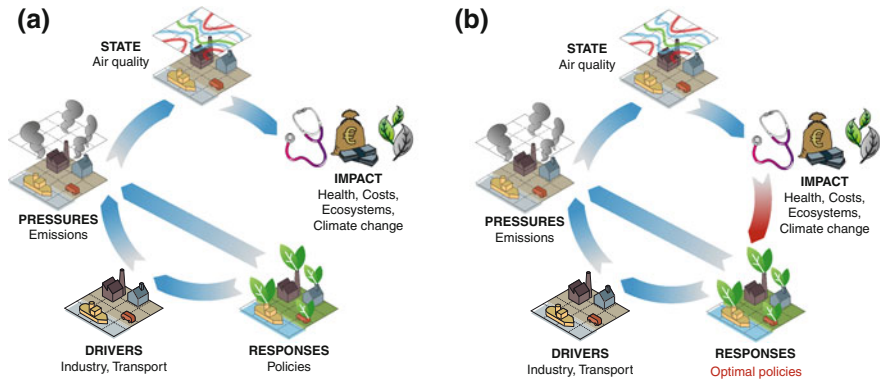 (a)
STATE
Air quality
IMPACT
Health, Costs,
Ecosystems,
Climate change
PRESSURES
Emissions
DRIVERS
Industry, Transport
RESPONSES
Policies
(b)
STATE
Air quality
IMPACT
Health, Costs,
Ecosystems,
Climate change
PRESSURES
Emissions
DRIVERS
Industry, Transport
RESPONSES
Optimal policies